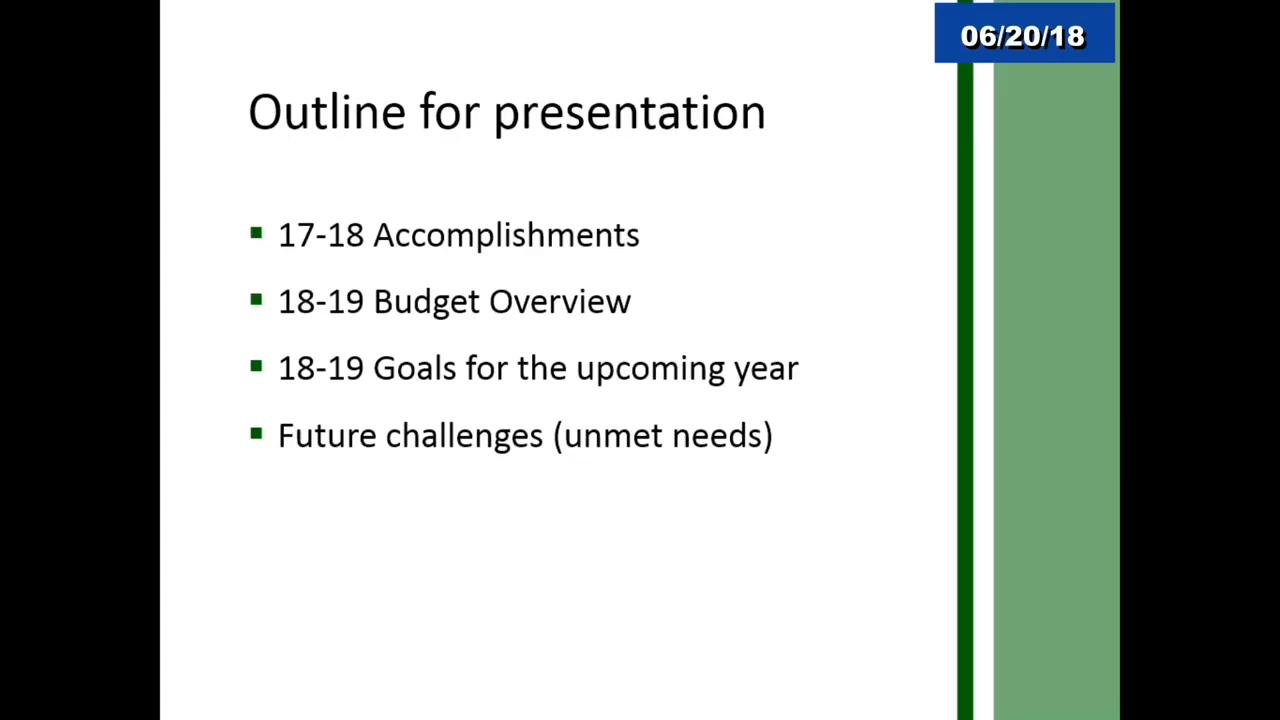 06/20/18
Outline for presentation
17-18 Accomplishments
18-19 Budget Overview
18-19 Goals for the upcoming year
Future challenges (unmet needs)